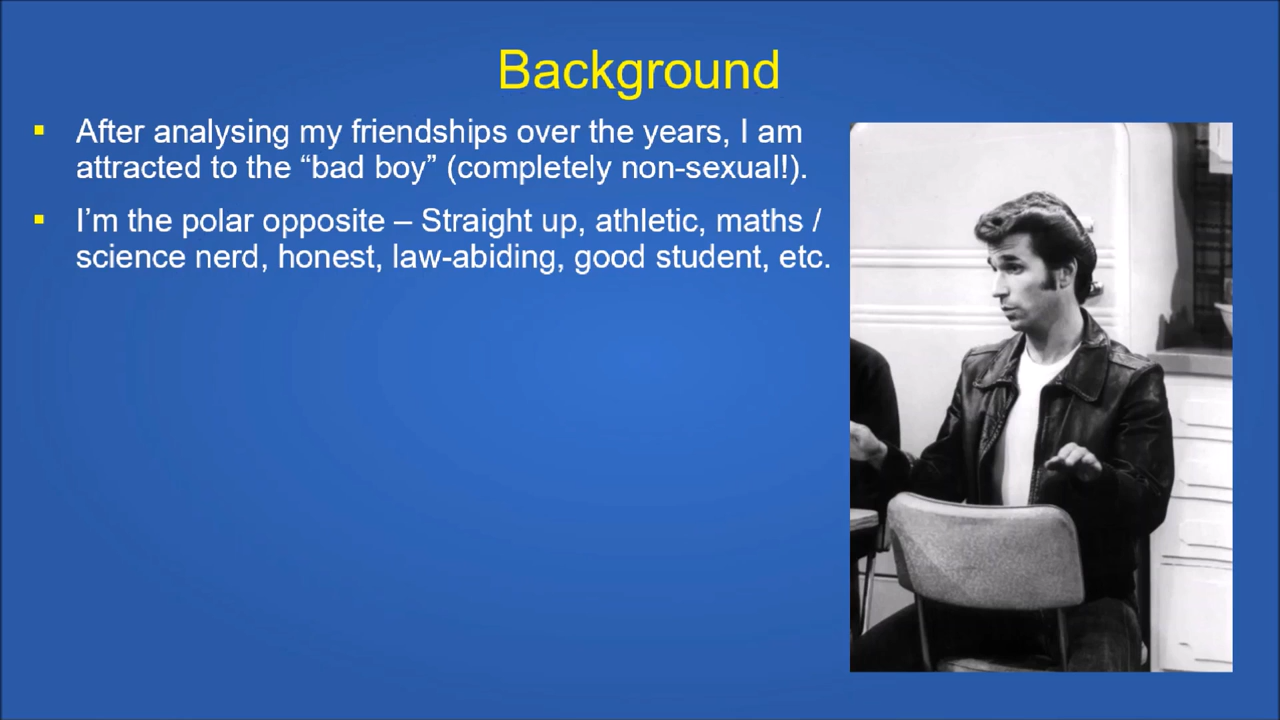 Background
After analysing my friendships over the years, I am
attracted to the “bad boy” (completely non-sexual!).
I’m the polar opposite – Straight up, athletic, maths /
science nerd, honest, law-abiding, good student, etc.